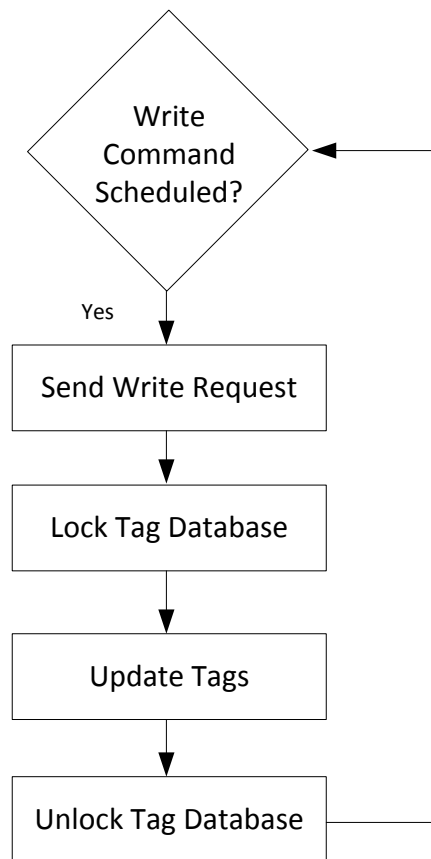 Write
Command
Scheduled?
Yes
Send Write Request
Lock Tag Database
Update Tags
Unlock Tag Database